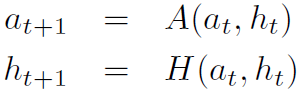 a_{t+1} = A(a_t, h_t)
h_{t+1} = H(a_t, h_t)